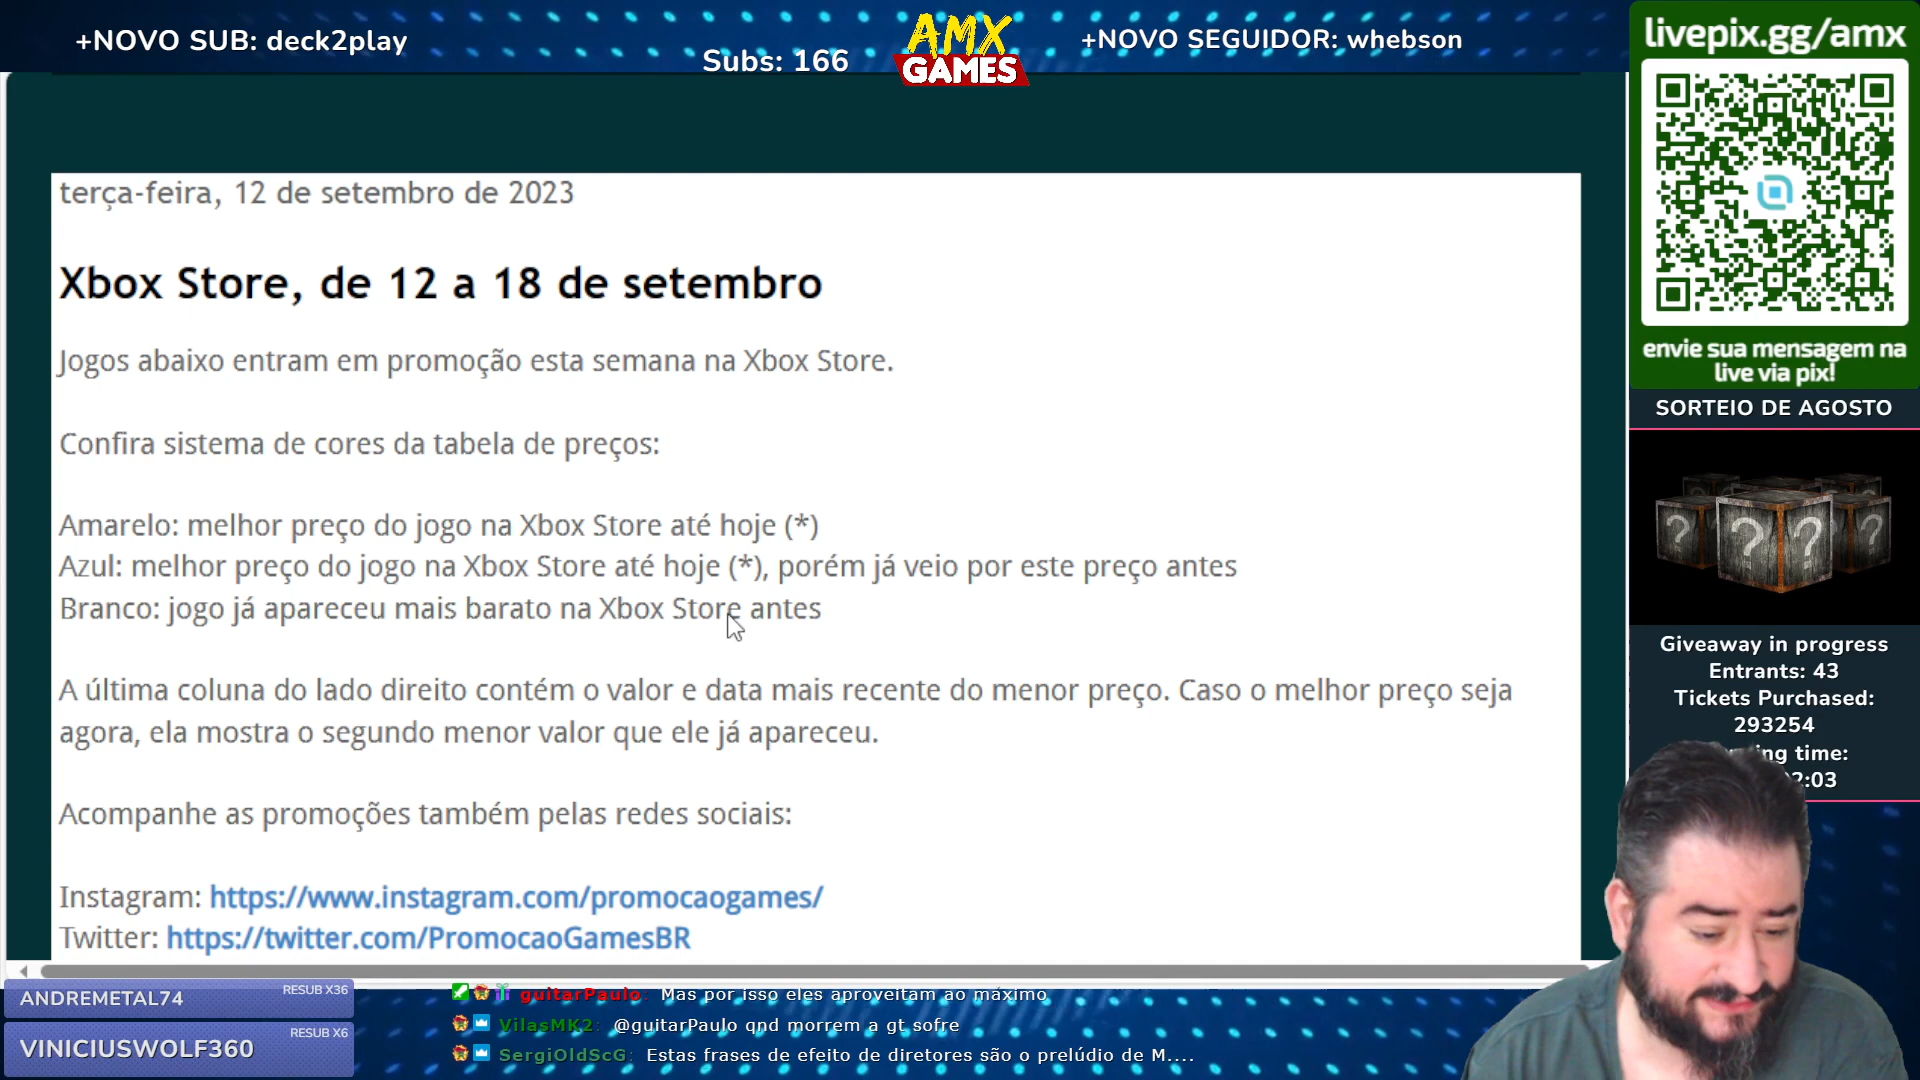 +NOVO SUB: deck2play
Subs: 166
AMX
GAMES
+NOVO SEGUIDOR: whebson
livepix.gg/amx
envie sua mensagem na
live via pix!
SORTEIO DE AGOSTO
? ? ? ?
Giveaway in progress
Entrants: 43
Tickets Purchased:
293254
time:
2:03
terça-feira, 12 de setembro de 2023
Xbox Store, de 12 a 18 de setembro
Jogos abaixo entram em promoção esta semana na Xbox Store.
Confira sistema de cores da tabela de preços:
Amarelo: melhor preço do jogo na Xbox Store até hoje (*)
Azul: melhor preço do jogo na Xbox Store até hoje (*), porém já veio por este preço antes
Branco: jogo já apareceu mais barato na Xbox Store antes
A última coluna do lado direito contém o valor e data mais recente do menor preço. Caso o melhor preço seja
agora, ela mostra o segundo menor valor que ele já apareceu.
Acompanhe as promoções também pelas redes sociais:
Instagram: https://www.instagram.com/promocaogames/
Twitter: https://twitter.com/PromocaoGamesBR
ANDREMETAL74 RESUB X36
VINICIUSWOLF360 RESUB X6
guitarPaulo: Mas por isso eles aproveitam ao máximo
VilasMK2: @guitarPaulo qnd morrem a gt sofre
SergiOldScG: Estas frases de efeito de diretores são o prelúdio de M....